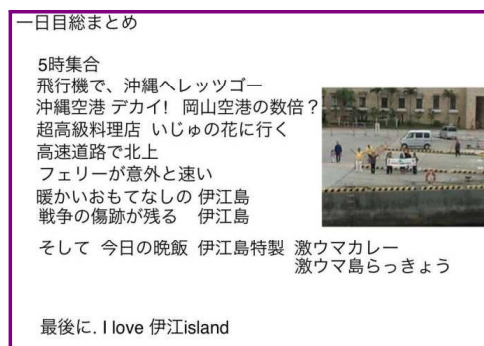 一日目総まとめ
5時集合
飛行機で、沖縄へレッツゴー
沖縄空港 デカイ! 岡山空港の数倍？
超高級料理店 いじゅの花に行く
高速道路で北上
フェリーが意外と速い
暖かいおもてなしの 伊江島
戦争の傷跡が残る 伊江島
そして 今日の晩飯 伊江島特製 激ウマカレー
激ウマ島らっきょう
最後に. I love 伊江island